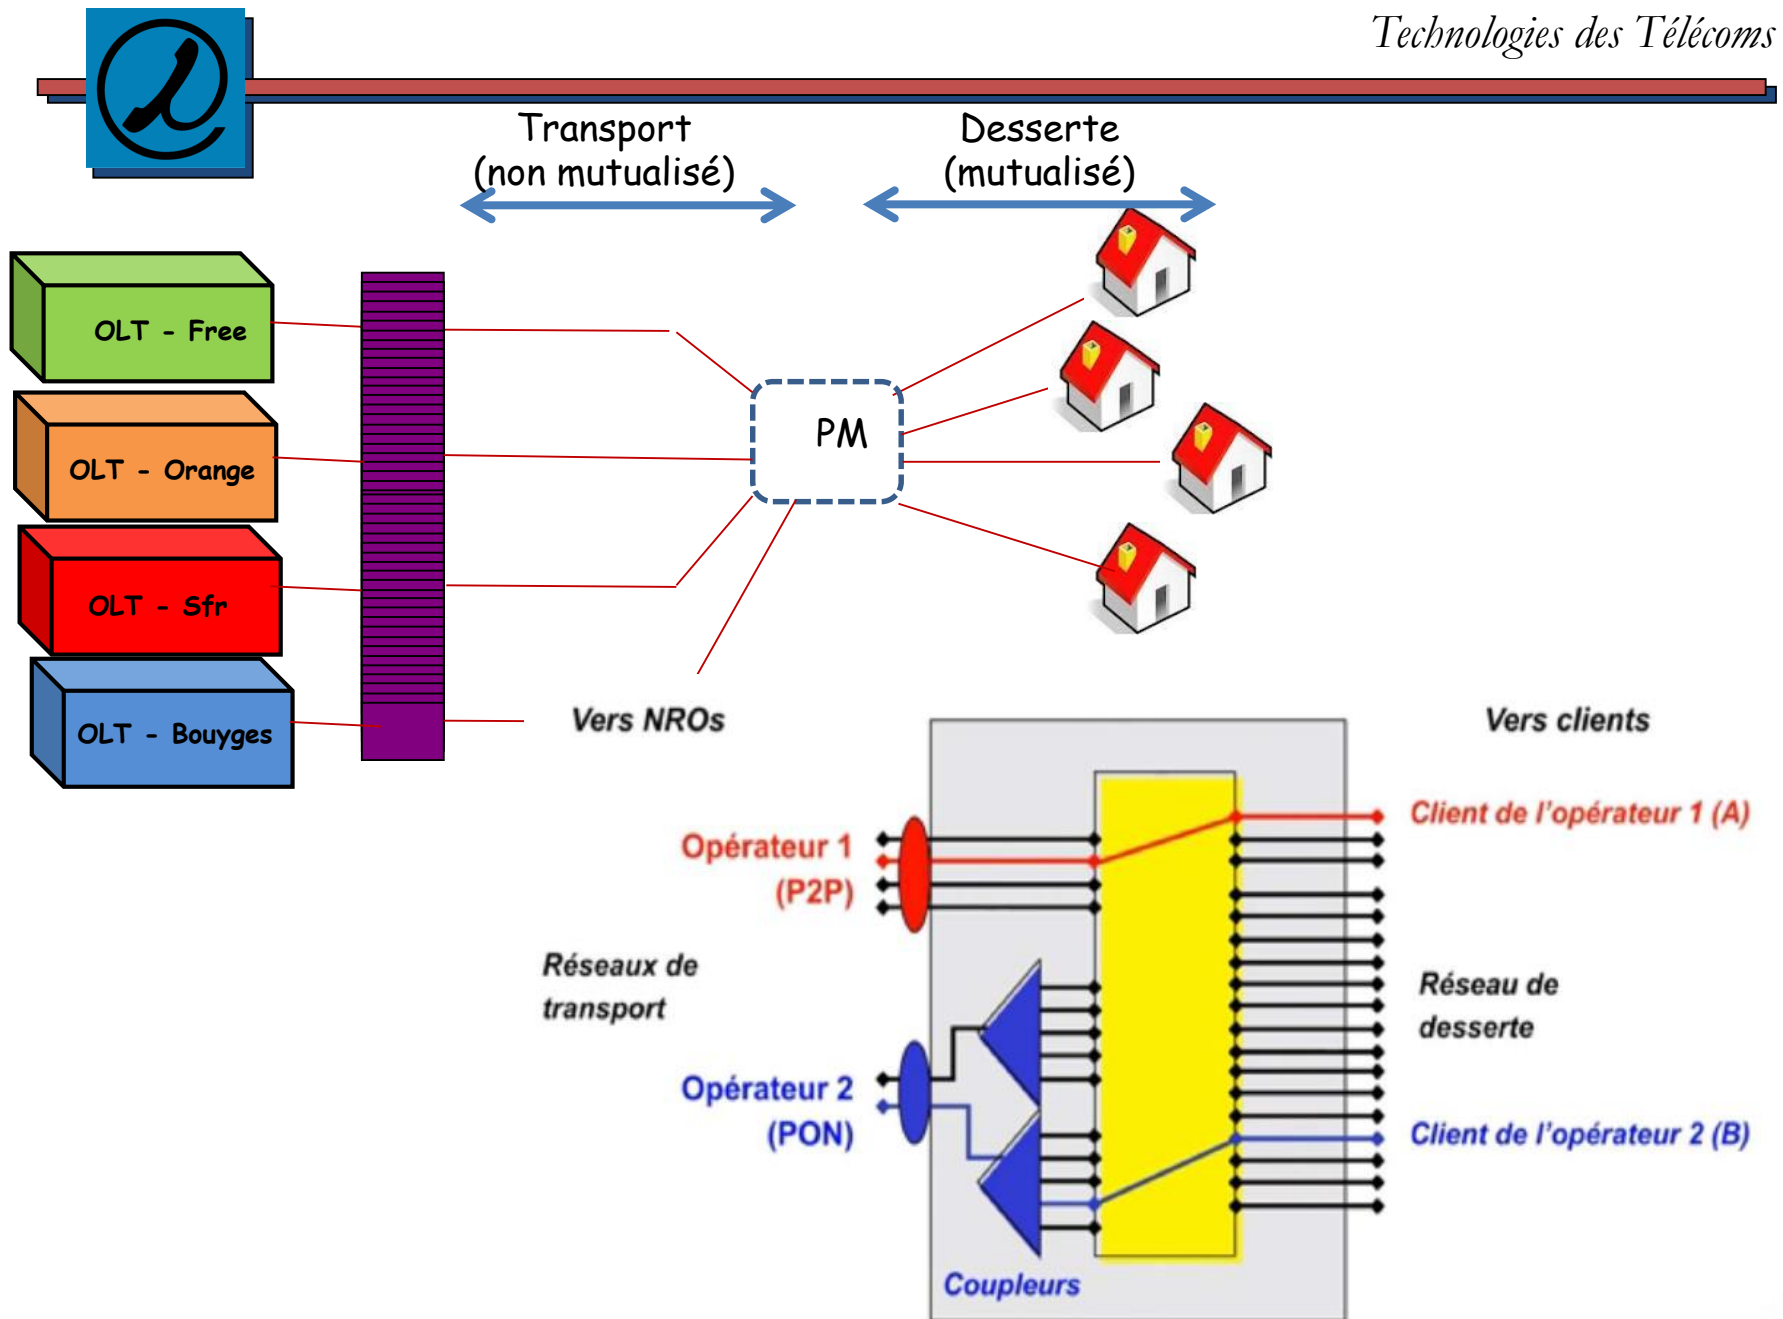 Technologies des Télécoms
Transport
(non mutualisé)
Desserte
(mutualisé)
OLT - Free
OLT - Orange
OLT - Sfr
OLT - Bouyges
PM
Vers NROs
Vers clients
Opérateur 1
(P2P)
Client de l'opérateur 1 (A)
Réseaux de
transport
Réseau de
desserte
Opérateur 2
(PON)
Client de l'opérateur 2 (B)
Coupleurs